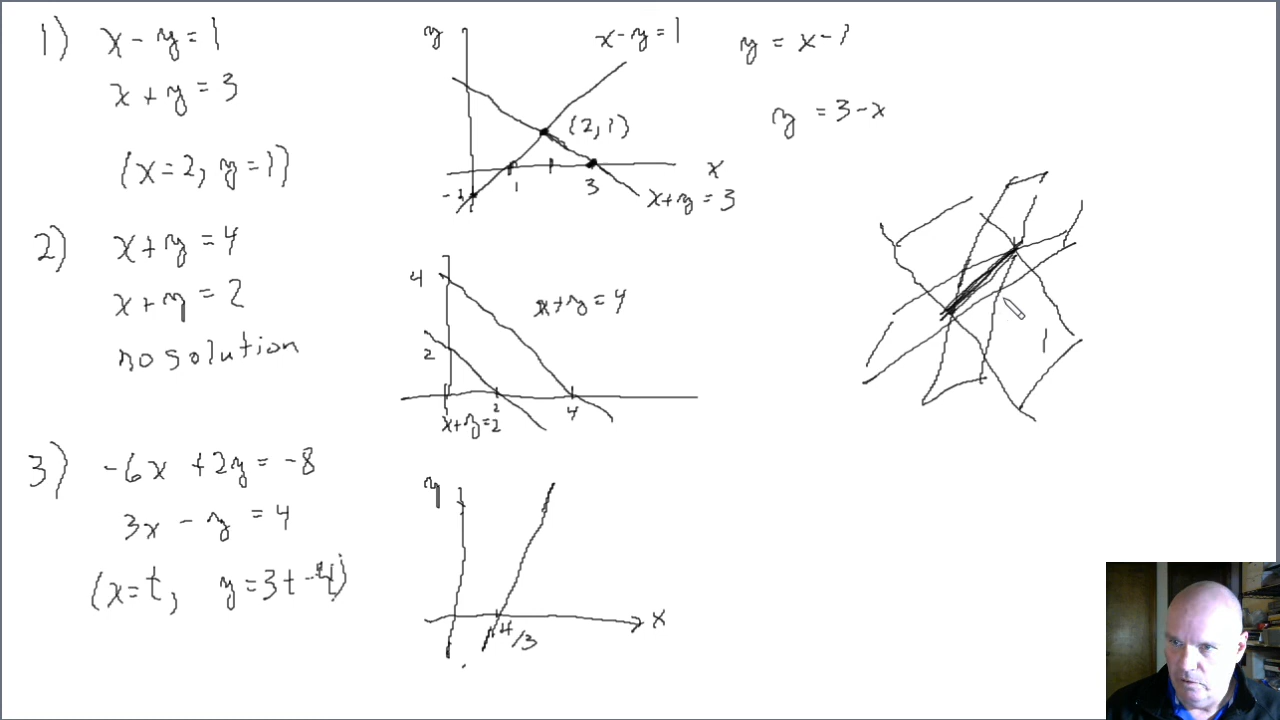 1) x - y = 1
x + y = 3
(x=2, y=1)
2) x + y = 4
x + y = 2
no solution
3) -6x + 2y = -8
3x - y = 4
(x=t, y=3t-4)
y
x-y=1
(2,1)
-1
1
3
x
x+y=3
4
x+y=4
2
2
4
x+y=2
y
4/3
x
y = x-1
y = 3-x